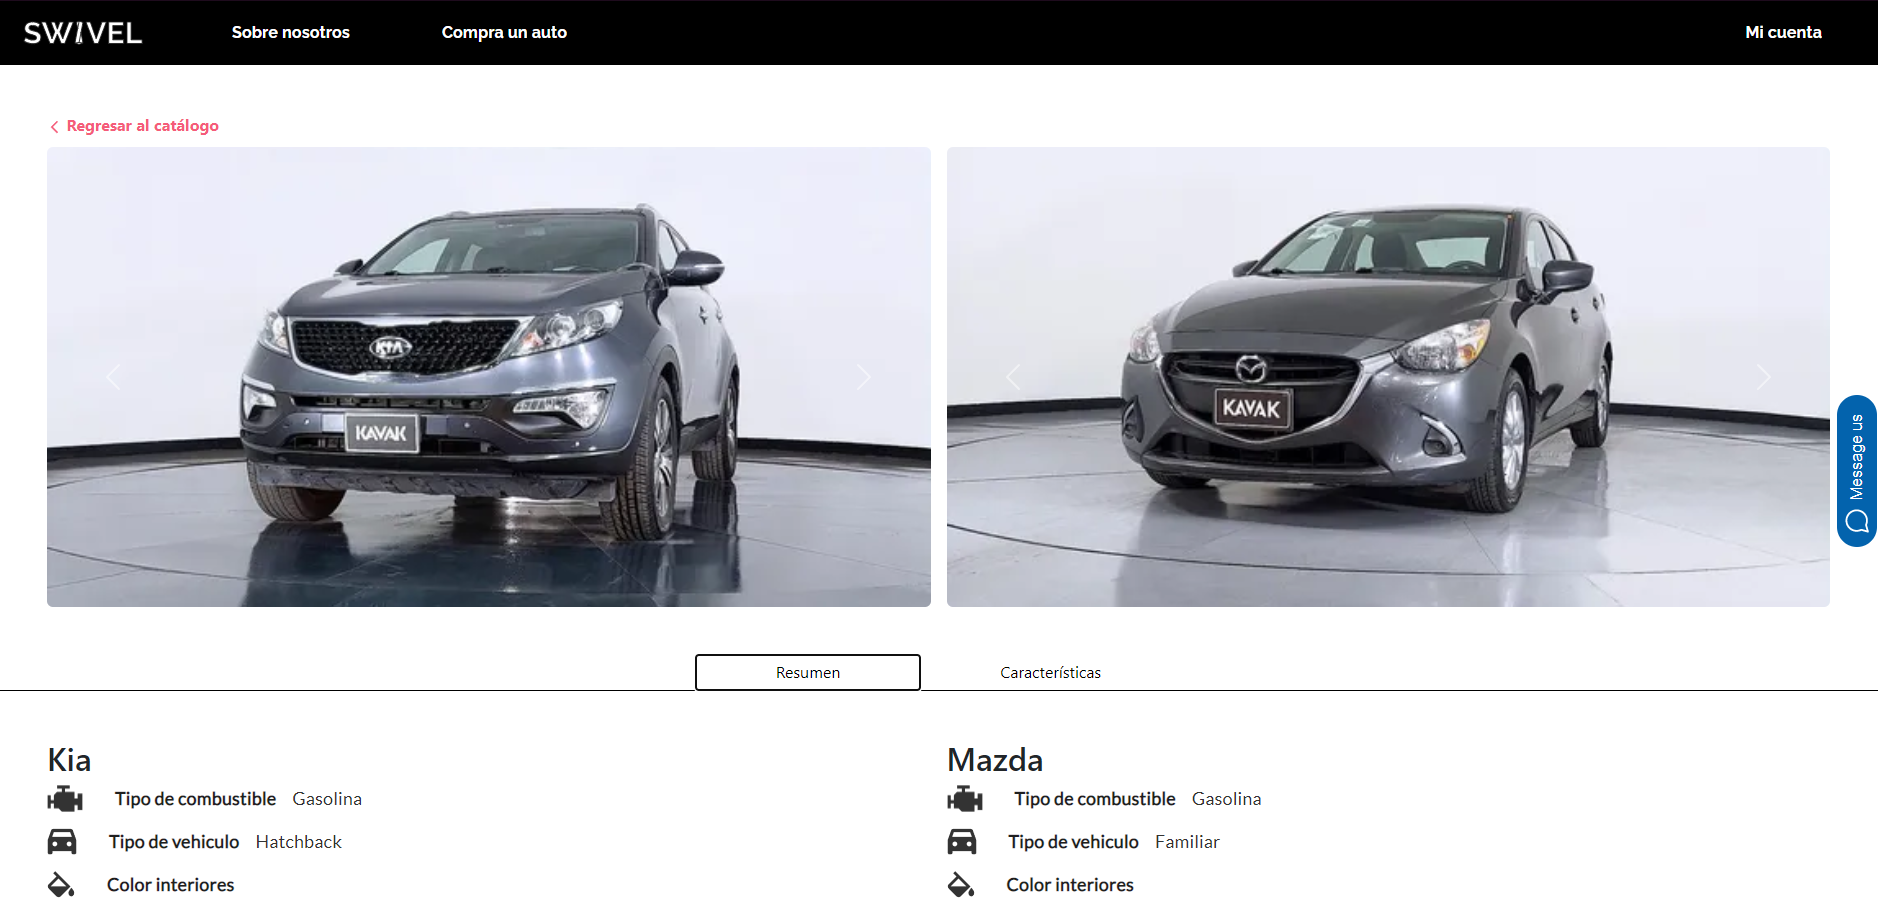 SWIVEL Sobre nosotros Compra un auto Mi cuenta
Regresar al catálogo
KIA
KAVAK
KAVAK
Message us
Resumen Características
Kia
Tipo de combustible Gasolina
Tipo de vehiculo Hatchback
Color interiores
Mazda
Tipo de combustible Gasolina
Tipo de vehiculo Familiar
Color interiores